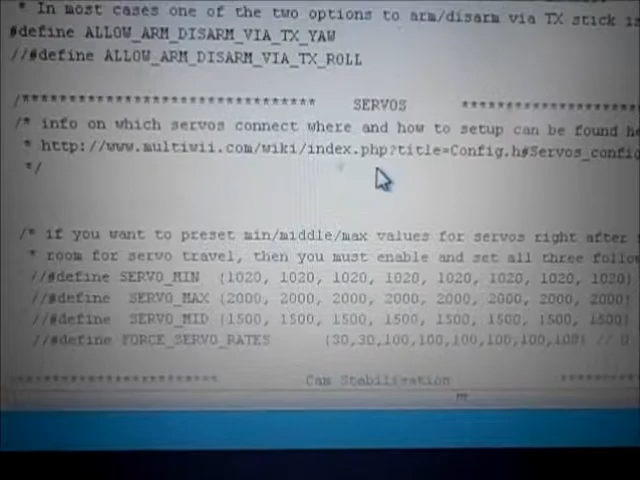 * In most cases one of the two options to arm/disarm via TX stick is
#define ALLOW_ARM_DISARM_VIA_TX_YAW
//#define ALLOW_ARM_DISARM_VIA_TX_ROLL
/******************************** SERVOS *******************
/* info on which servos connect where and how to setup can be found he
* http://www.multiwii.com/wiki/index.php?title=Config.h#Servos_config
*/
/* if you want to preset min/middle/max values for servos right after
* room for servo travel, then you must enable and set all three follow
//#define SERVO_MIN {1020, 1020, 1020, 1020, 1020, 1020, 1020, 1020}
//#define SERVO_MAX {2000, 2000, 2000, 2000, 2000, 2000, 2000, 2000}
//#define SERVO_MID {1500, 1500, 1500, 1500, 1500, 1500, 1500, 1500}
//#define FORCE_SERVO_RATES {30,30,100,100,100,100,100,100} // 0
************************ Cam Stabilization *********